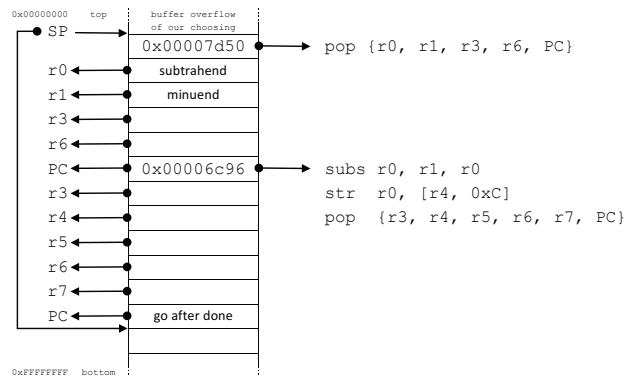 0x00000000 top buffer overflow
of our choosing
SP
0x00007d50 pop {r0, r1, r3, r6, PC}
r0 subtrahend
r1 minuend
r3
r6
PC 0x00006c96 subs r0, r1, r0
r3 str r0, [r4, 0xC]
r4 pop {r3, r4, r5, r6, r7, PC}
r5
r6
r7
PC go after done
0xFFFFFFFF bottom